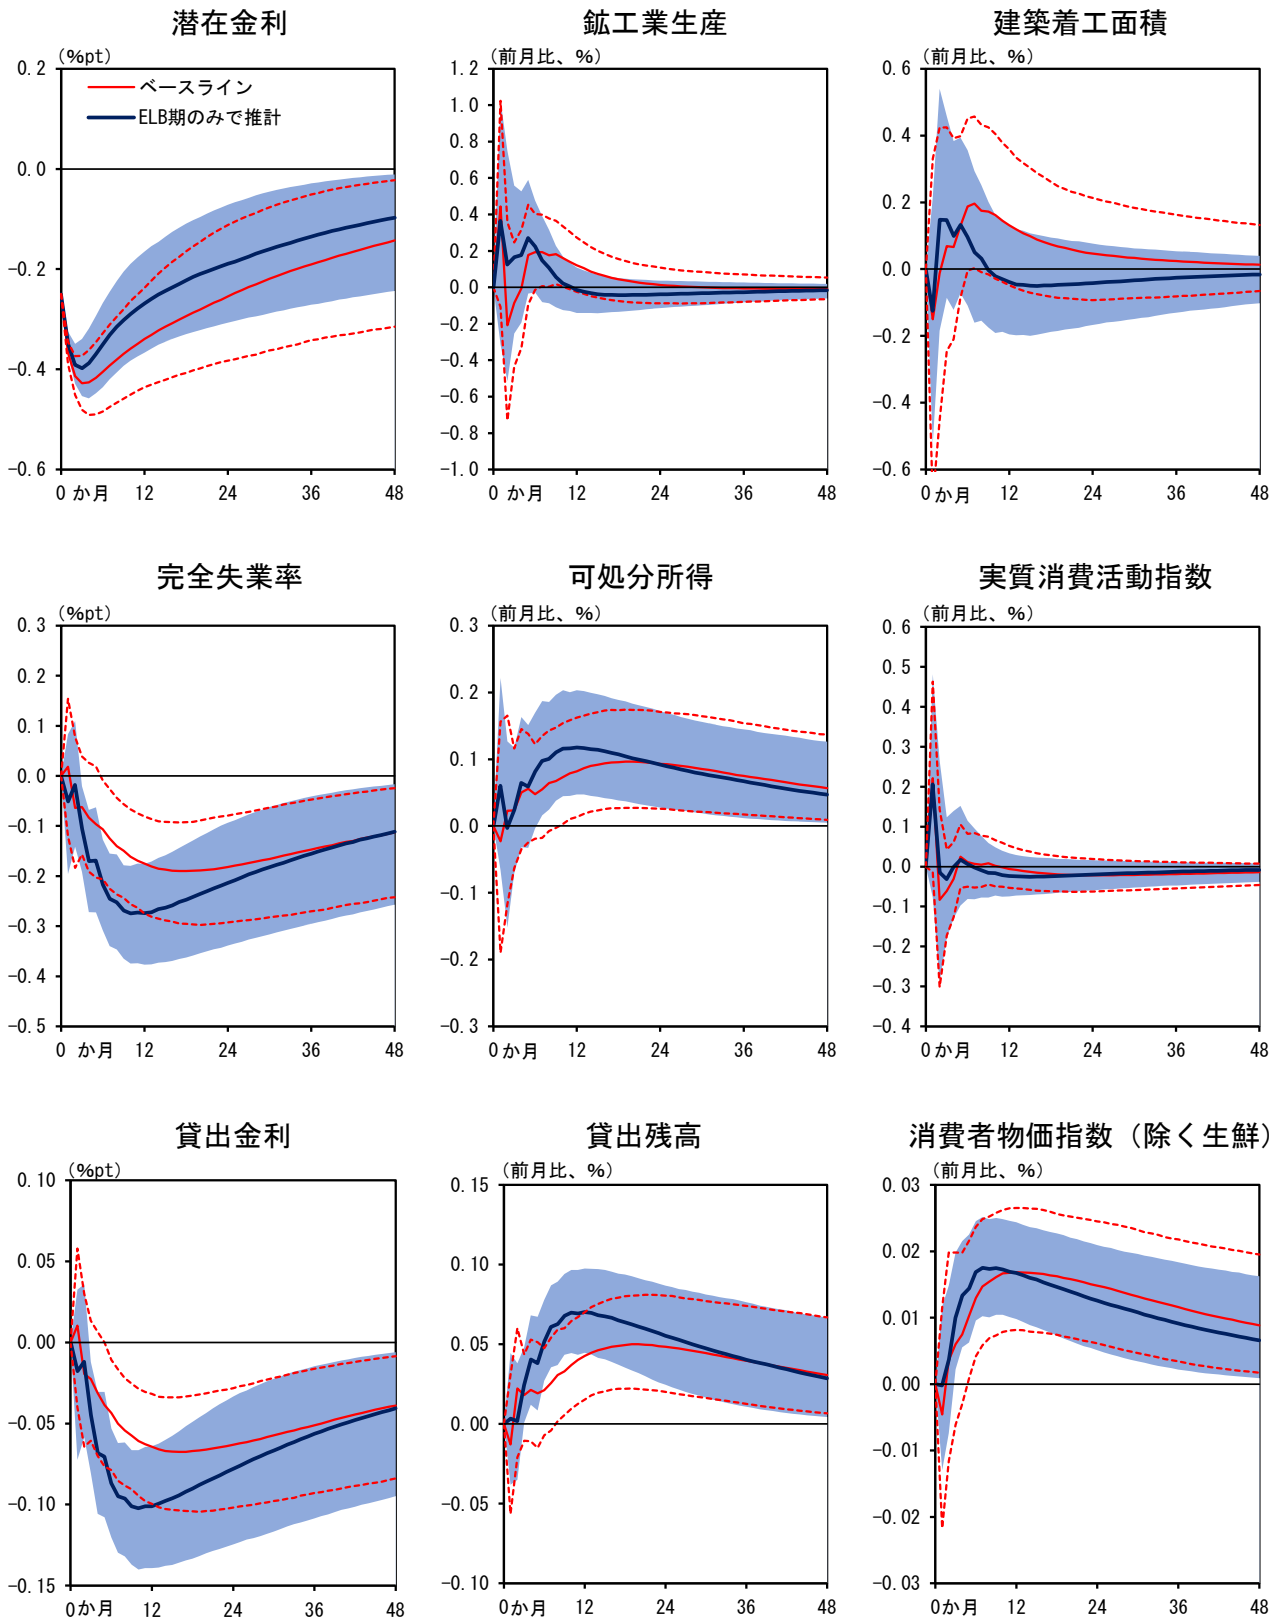 潜在金利
鉱工業生産
建築着工面積
(%pt)
(前月比、%)
(前月比、%)
0.2
0.0
−0.2
−0.4
−0.6
ベースライン
ELB期のみで推計
0 か月 12 24 36 48
1.2
1.0
0.8
0.6
0.4
0.2
0.0
−0.2
−0.4
−0.6
−0.8
−1.0
0 か月 12 24 36 48
0.6
0.4
0.2
0.0
−0.2
−0.4
−0.6
0 か月 12 24 36 48
完全失業率
可処分所得
実質消費活動指数
(%pt)
(前月比、%)
(前月比、%)
0.3
0.2
0.1
0.0
−0.1
−0.2
−0.3
−0.4
−0.5
0 か月 12 24 36 48
0.3
0.2
0.1
0.0
−0.1
−0.2
−0.3
0 か月 12 24 36 48
0.6
0.5
0.4
0.3
0.2
0.1
0.0
−0.1
−0.2
−0.3
−0.4
0 か月 12 24 36 48
貸出金利
貸出残高
消費者物価指数（除く生鮮）
(%pt)
(前月比、%)
(前月比、%)
0.10
0.05
0.00
−0.05
−0.10
−0.15
0か月 12 24 36 48
0.15
0.10
0.05
0.00
−0.05
−0.10
0か月 12 24 36 48
0.03
0.02
0.01
0.00
−0.01
−0.02
−0.03
0か月 12 24 36 48